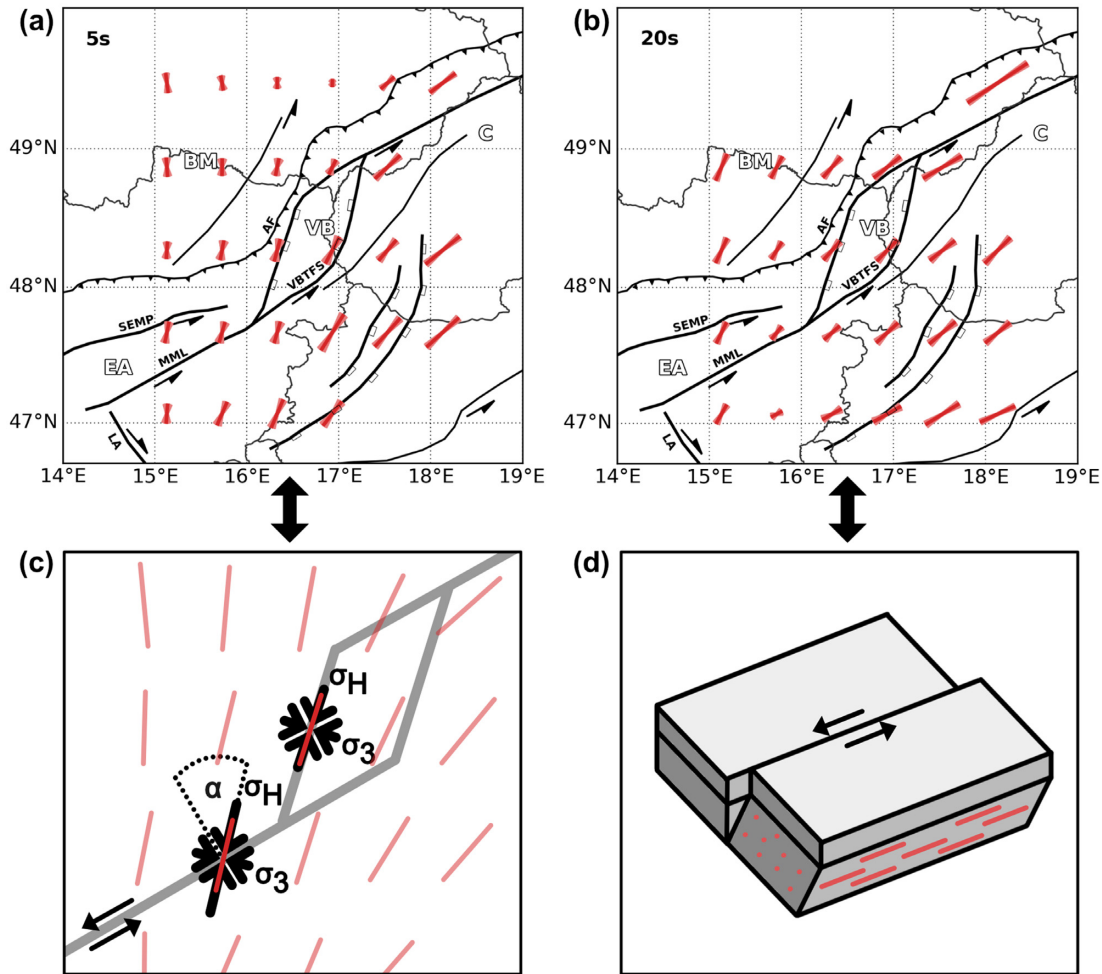 (a)
5s
49°N
48°N
47°N
BM
C
AF
VB
VBTFS
SEMP
EA
MML
LA
14°E 15°E 16°E 17°E 18°E 19°E
(b)
20s
49°N
48°N
47°N
BM
C
AF
VB
VBTFS
SEMP
EA
MML
LA
14°E 15°E 16°E 17°E 18°E 19°E
(c)
σH
σ3
α
σH
σ3
(d)